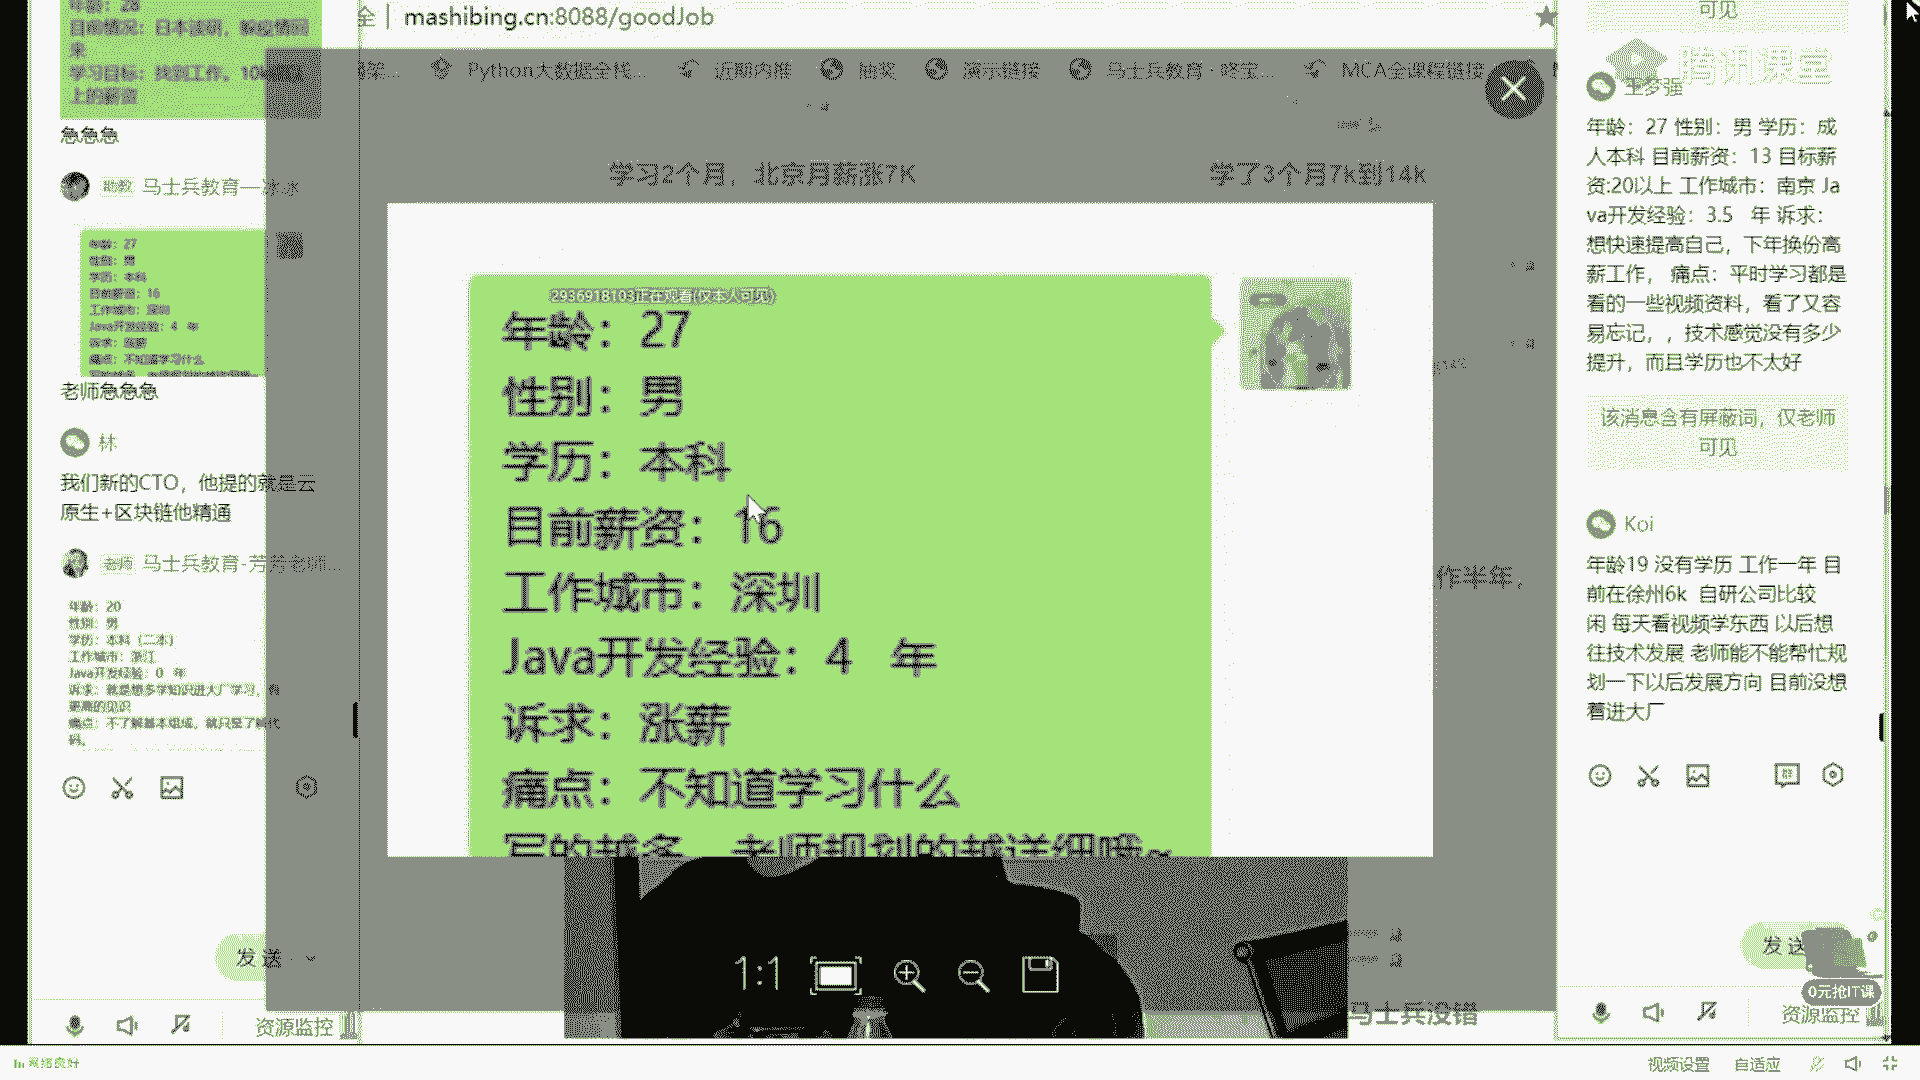 年龄：28
目前情况：日本读研，
来
学习目标：找到工作，10k
上的薪资
急急急
助教 马士兵教育—冰冰
年龄：27
性别：男
学历：本科
目前薪资：16
工作城市：深圳
Java开发经验：4 年
诉求：涨薪
痛点：不知道学习什么
老师急急急
林
我们新的CTO，他提的就是云
原生+区块链他精通
老师 马士兵教育-芳芳老师...
年龄：20
性别：男
学历：本科（二本）
工作城市：浙江
Java开发经验：0 年
诉求：就是想多学知识进大厂学习，有
更高的见识
痛点：不了解基本组成，就只是了解代
码。
发送
资源监控
网络良好
mashibing.cn:8088/goodJob
Python大数据全栈...
近期内推
抽奖
演示链接
马士兵教育 - 咚宝...
MCA全课程链接
学习2个月，北京月薪涨7K
学了3个月7k到14k
2936918103正在观看(仅本人可见)
年龄：27
性别：男
学历：本科
目前薪资：16
工作城市：深圳
Java开发经验：4 年
诉求：涨薪
痛点：不知道学习什么
写的越多，老师规划的越详细哦~
作半年，
1:1
马士兵没错
可见
腾讯课堂
王梦强
年龄：27 性别：男 学历：成
人本科 目前薪资：13 目标薪
资:20以上 工作城市：南京 Ja
va开发经验：3.5 年 诉求：
想快速提高自己，下年换份高
薪工作， 痛点：平时学习都是
看的一些视频资料，看了又容
易忘记，，技术感觉没有多少
提升，而且学历也不太好
该消息含有屏蔽词，仅老师
可见
Koi
年龄19 没有学历 工作一年 目
前在徐州6k 自研公司比较
闲 每天看视频学东西 以后想
往技术发展 老师能不能帮忙规
划一下以后发展方向 目前没想
着进大厂
发送
0元抢IT课
资源监控
视频设置
自适应